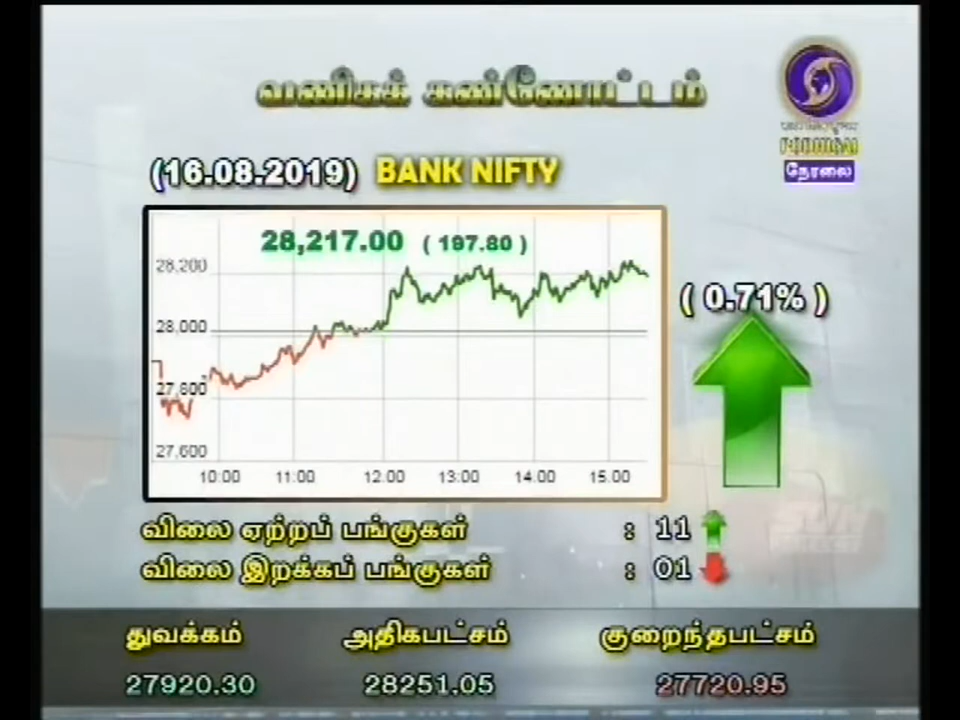 வணிகக் கண்ணோட்டம்
PODHIGAI
நேரலை
(16.08.2019) BANK NIFTY
28,217.00 ( 197.80 )
28,200
28,000
27,800
27,600
10:00 11:00 12:00 13:00 14:00 15:00
( 0.71% )
விலை ஏற்றப் பங்குகள் : 11
விலை இறக்கப் பங்குகள் : 01
துவக்கம் அதிகபட்சம் குறைந்தபட்சம்
27920.30 28251.05 27720.95